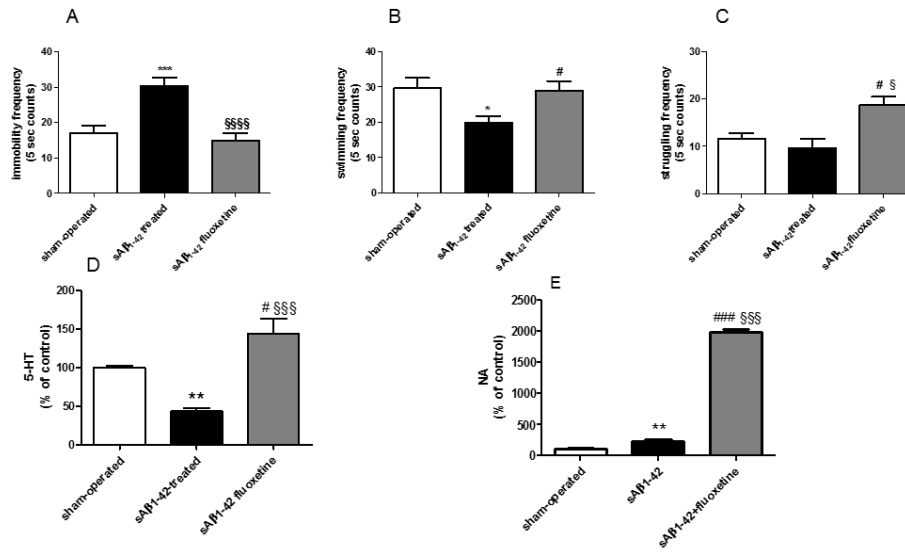 A
immobility frequency
(5 sec counts)
40
30
20
10
0
***
§§§§
sham-operated
sAβ1-42 treated
sAβ1-42 fluoxetine
B
swimming frequency
(5 sec counts)
40
30
20
10
0
*
#
sham-operated
sAβ1-42 treated
sAβ1-42 fluoxetine
C
struggling frequency
(5 sec counts)
30
20
10
0
# §
sham-operated
sAβ1-42treated
sAβ1-42fluoxetine
D
5-HT
(% of control)
200
150
100
50
0
**
# §§§
sham-operated
sAβ1-42-treated
sAβ1-42 fluoxetine
E
NA
(% of control)
2500
2000
1500
1000
500
0
**
### §§§
sham-operated
sAβ1-42
sAβ1-42+fluoxetine